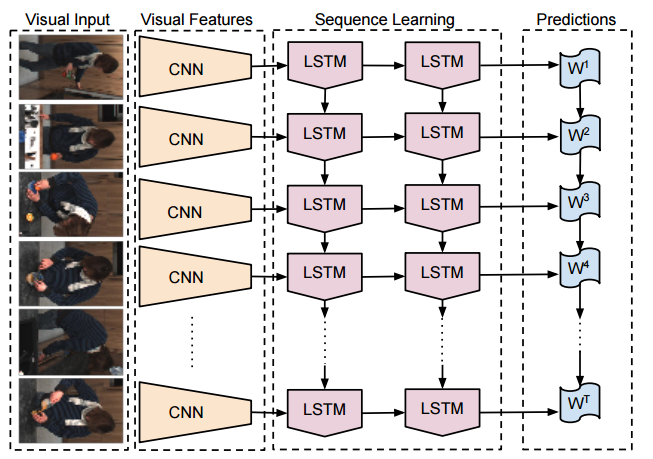 Visual Input Visual Features Sequence Learning Predictions
CNN LSTM LSTM W¹
CNN LSTM LSTM W²
CNN LSTM LSTM W³
CNN LSTM LSTM W⁴
CNN LSTM LSTM Wᵀ